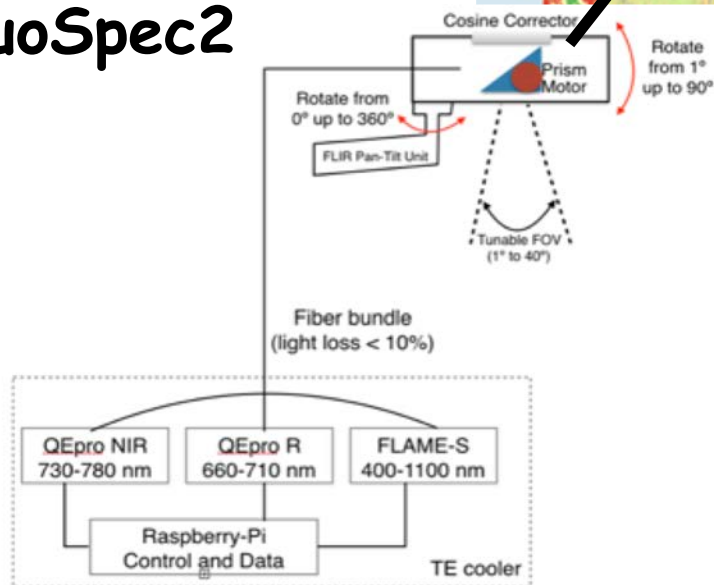 uoSpec2
Cosine Corrector
Rotate
from 1°
up to 90°
Prism
Motor
Rotate from
0° up to 360°
FLIR Pan-Tilt Unit
Tunable FOV
(1° to 40°)
Fiber bundle
(light loss < 10%)
QEpro NIR
730-780 nm
QEpro R
660-710 nm
FLAME-S
400-1100 nm
Raspberry-Pi
Control and Data
TE cooler